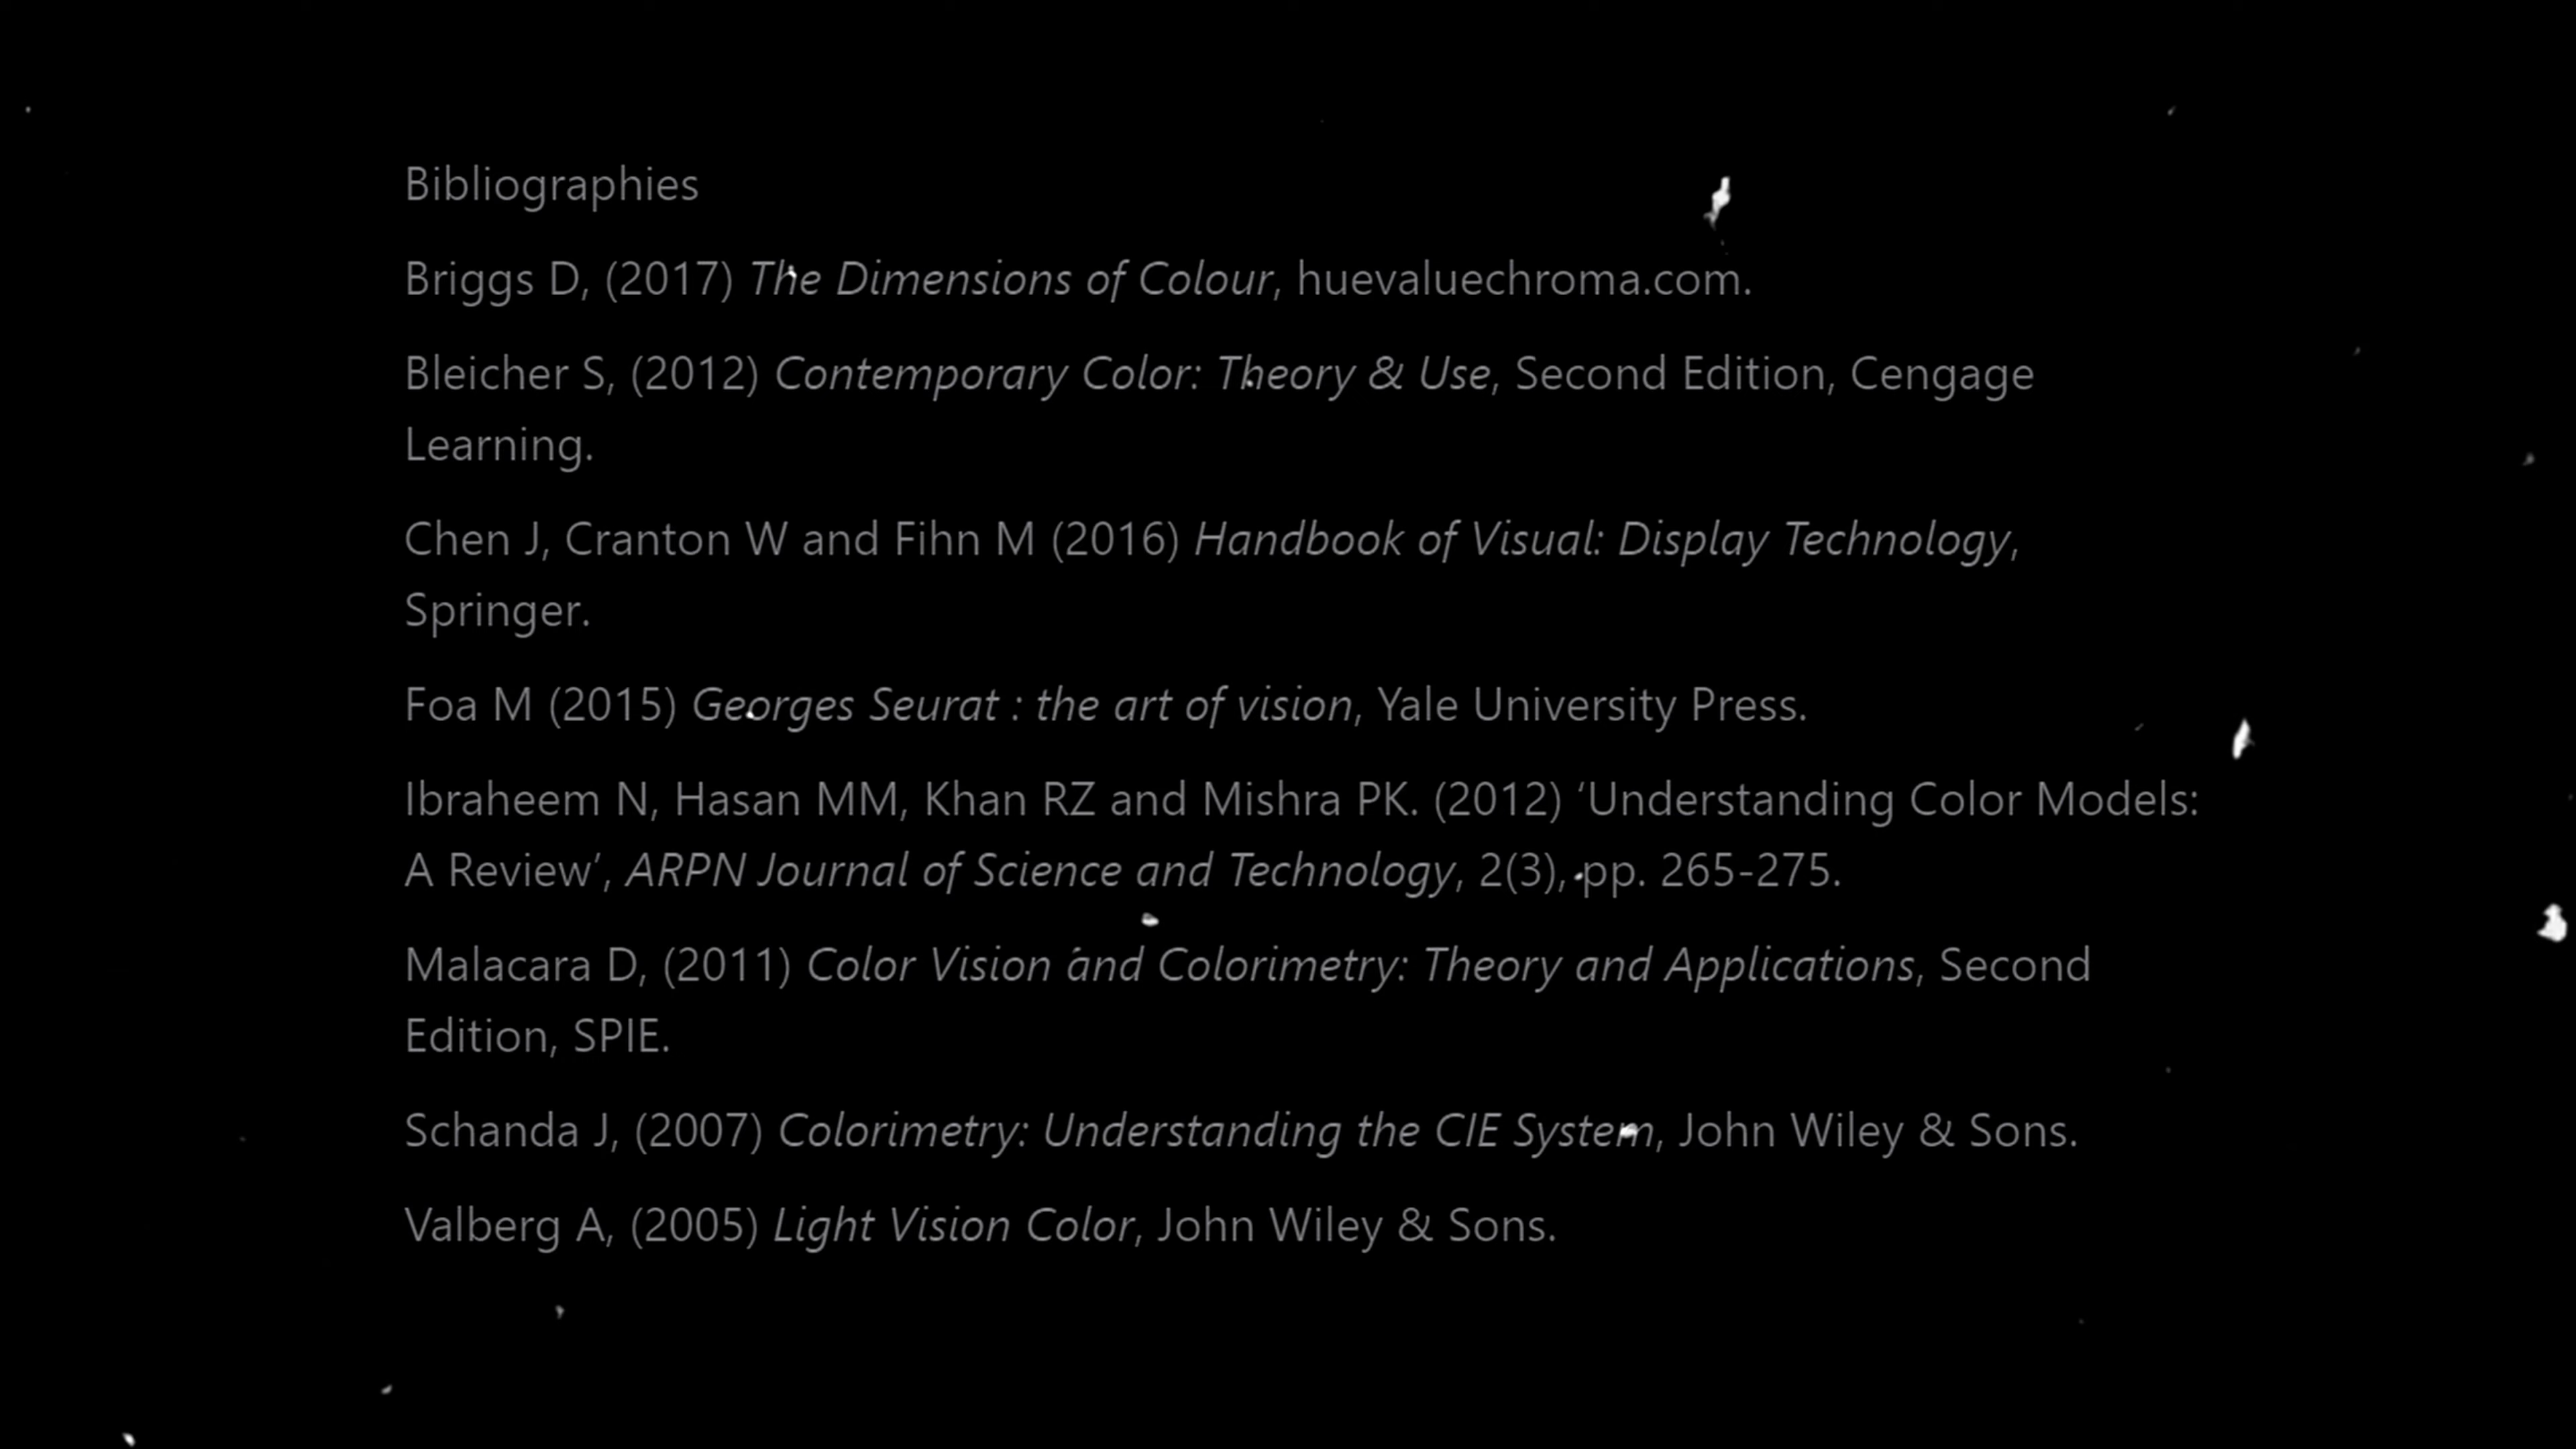 Bibliographies
Briggs D, (2017) The Dimensions of Colour, huevaluechroma.com.
Bleicher S, (2012) Contemporary Color: Theory & Use, Second Edition, Cengage
Learning.
Chen J, Cranton W and Fihn M (2016) Handbook of Visual: Display Technology,
Springer.
Foa M (2015) Georges Seurat : the art of vision, Yale University Press.
Ibraheem N, Hasan MM, Khan RZ and Mishra PK. (2012) ‘Understanding Color Models:
A Review’, ARPN Journal of Science and Technology, 2(3), pp. 265-275.
Malacara D, (2011) Color Vision and Colorimetry: Theory and Applications, Second
Edition, SPIE.
Schanda J, (2007) Colorimetry: Understanding the CIE System, John Wiley & Sons.
Valberg A, (2005) Light Vision Color, John Wiley & Sons.